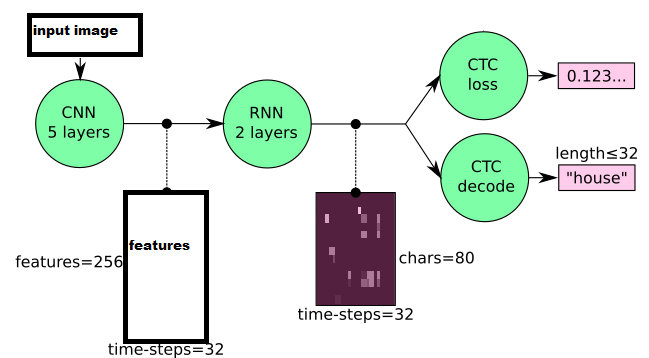 input image
CNN
5 layers
RNN
2 layers
CTC
loss
0.123...
CTC
decode
length≤32
"house"
features
features=256
time-steps=32
chars=80
time-steps=32